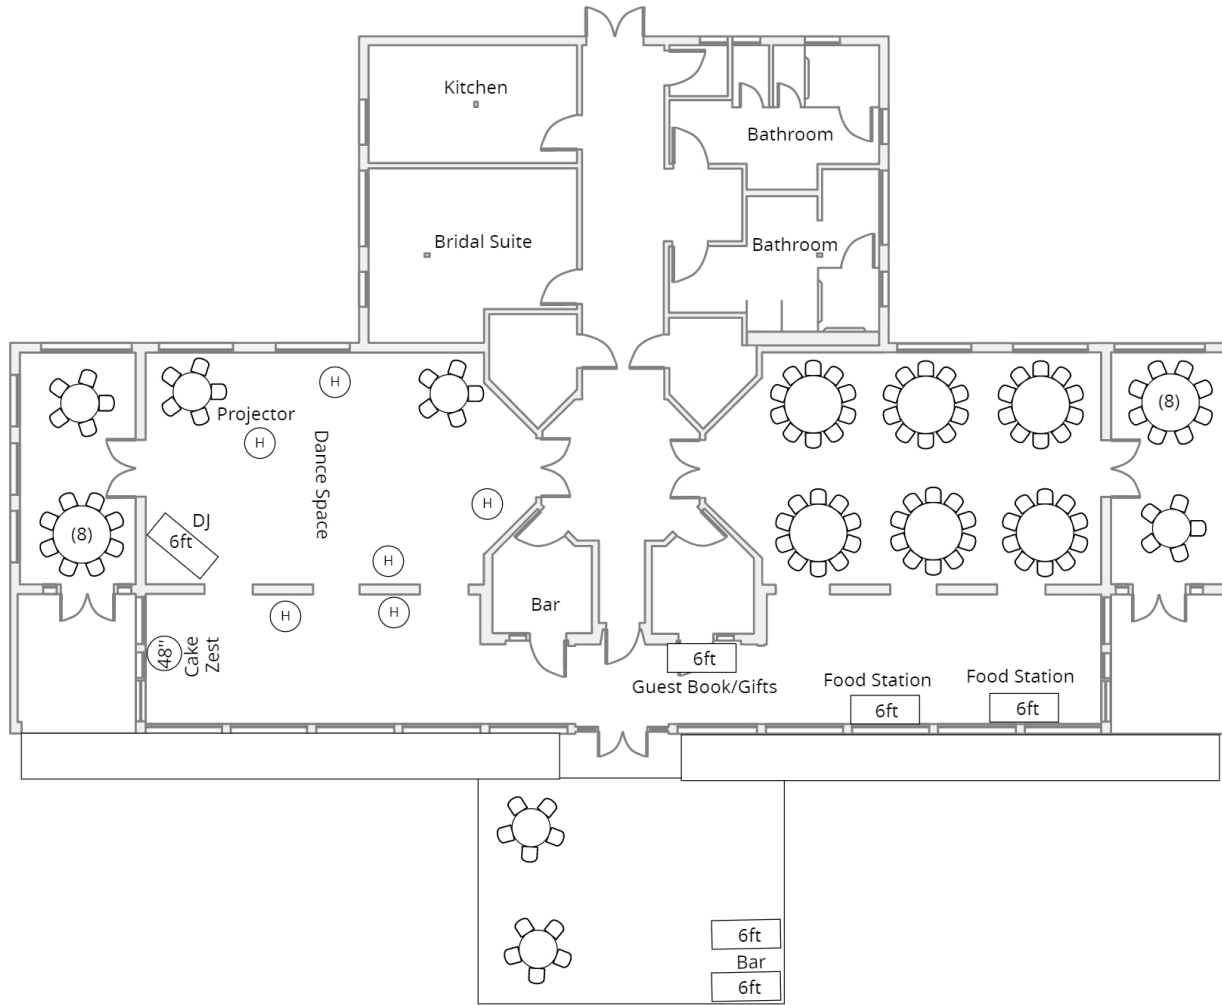 Kitchen
Bathroom
Bridal Suite
Bathroom
H
Projector
H
(8)
Dance Space
H
DJ
6ft
(8)
H
H
H
Bar
48"
Cake
Zest
6ft
Guest Book/Gifts
Food Station
6ft
Food Station
6ft
6ft
Bar
6ft